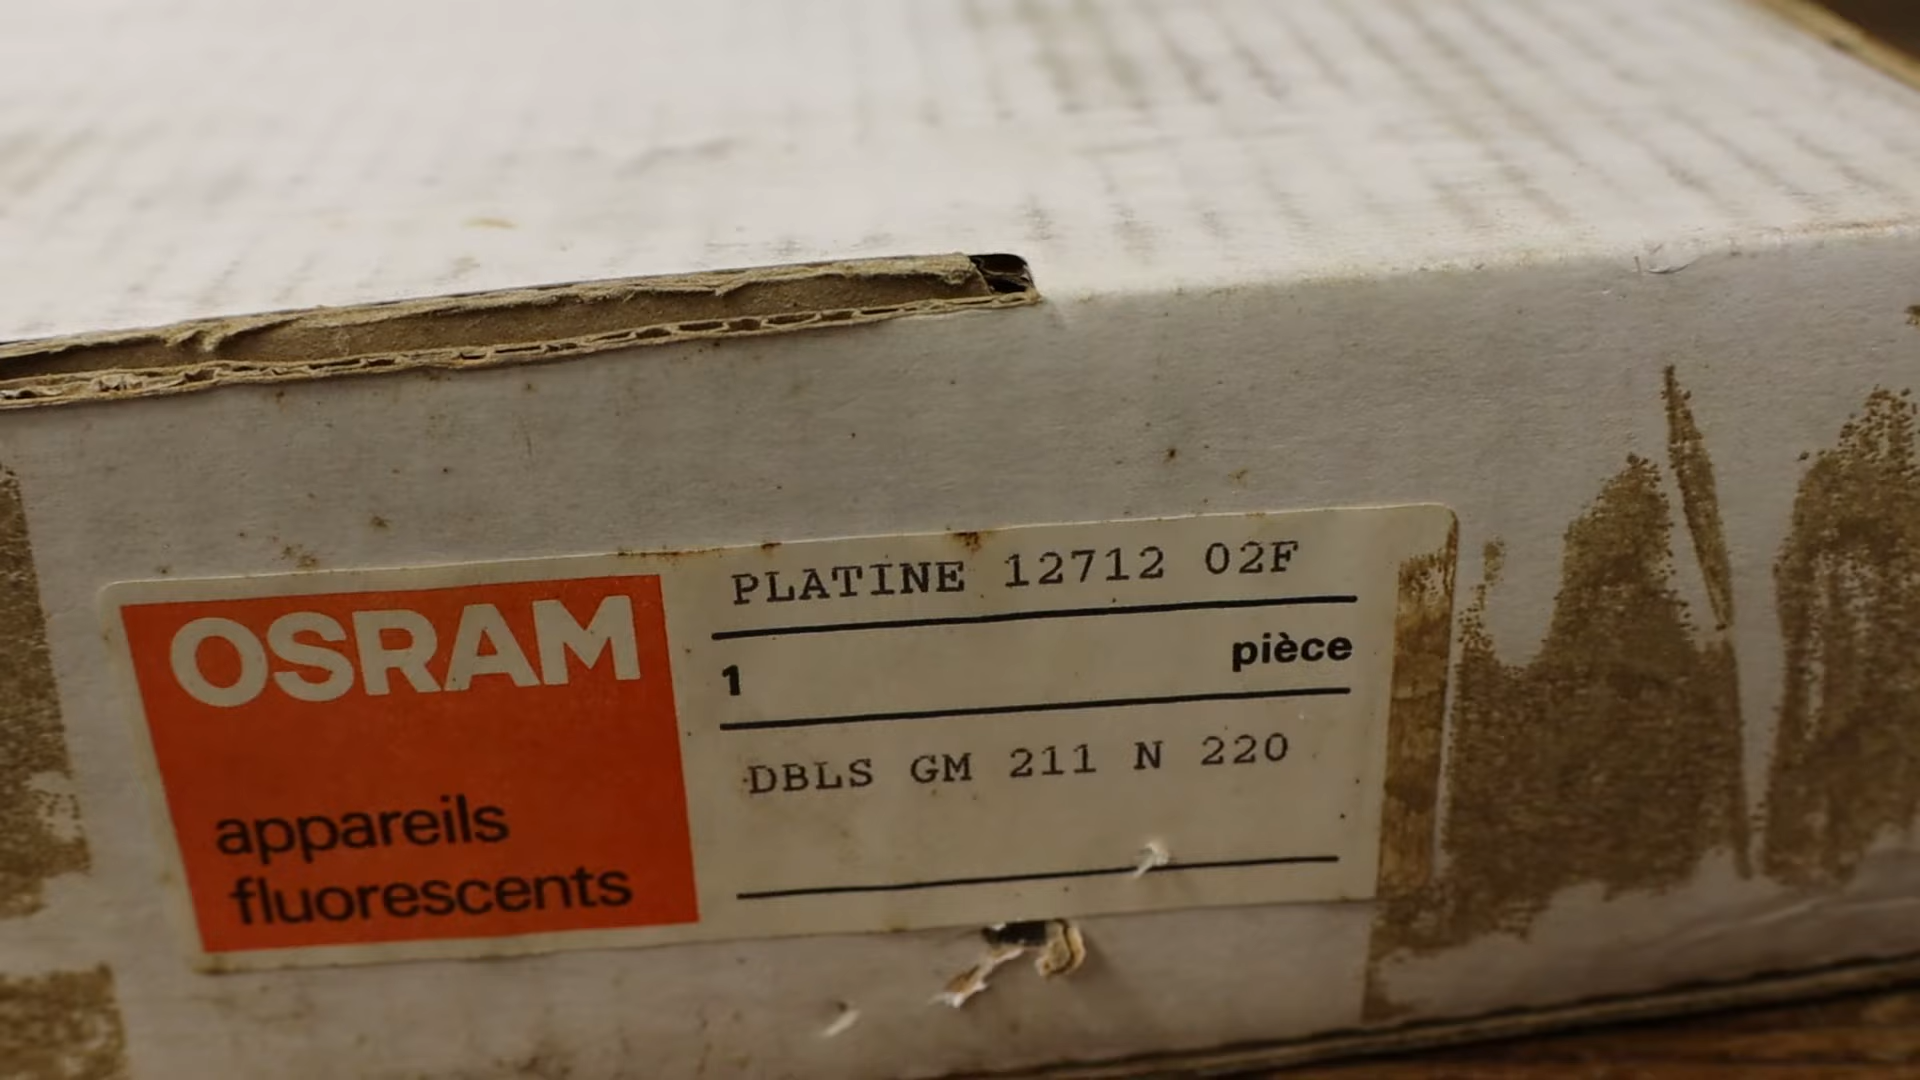 OSRAM
appareils
fluorescents
PLATINE 12712 02F
1 pièce
DBLS GM 211 N 220